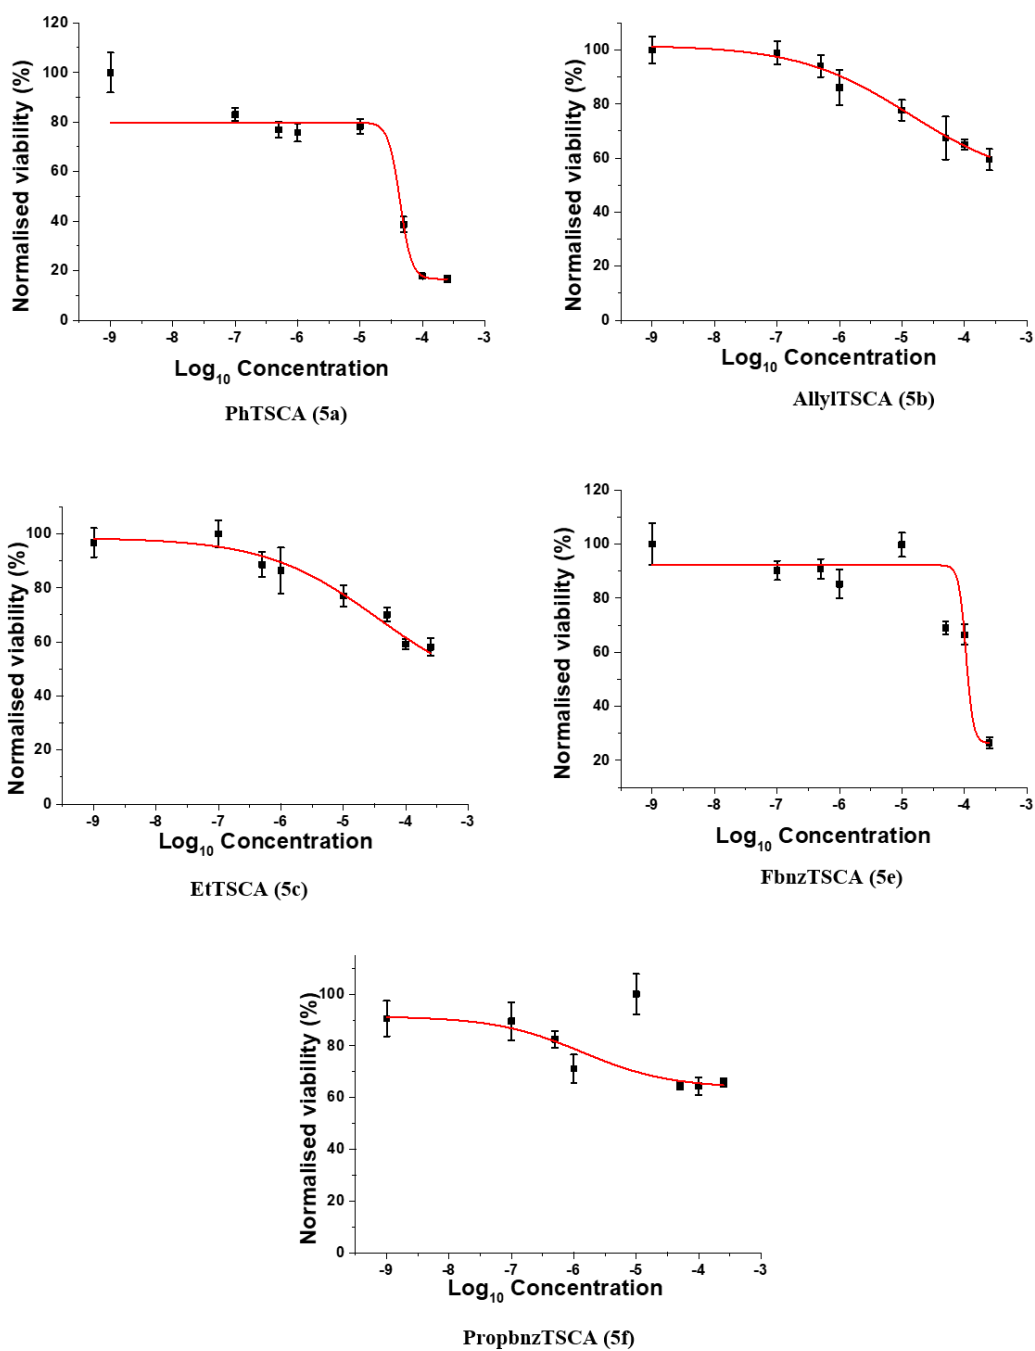 Normalised viability (%)
120
100
80
60
40
20
0
-9 -8 -7 -6 -5 -4 -3
Log10 Concentration
PhTSCA (5a)
Normalised viability (%)
100
80
60
40
20
0
-9 -8 -7 -6 -5 -4 -3
Log10 Concentration
AllylTSCA (5b)
Normalised viability (%)
100
80
60
40
20
0
-9 -8 -7 -6 -5 -4 -3
Log10 Concentration
EtTSCA (5c)
Normalised viability (%)
120
100
80
60
40
20
-9 -8 -7 -6 -5 -4 -3
Log10 Concentration
FbnzTSCA (5e)
Normalised viability (%)
100
80
60
40
20
0
-9 -8 -7 -6 -5 -4 -3
Log10 Concentration
PropbnzTSCA (5f)